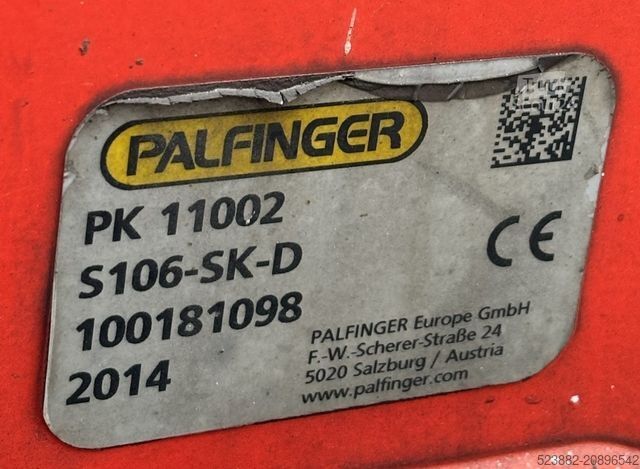 PALFINGER
PK 11002
S106-SK-D
100181098
2014
CE
PALFINGER Europe GmbH
F.-W.-Scherer-Straße 24
5020 Salzburg / Austria
www.palfinger.com
523882-20896542